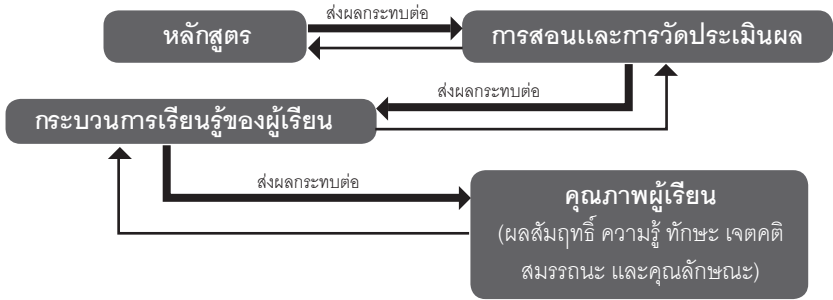 ส่งผลกระทบต่อ
หลักสูตร
การสอนและการวัดประเมินผล
ส่งผลกระทบต่อ
กระบวนการเรียนรู้ของผู้เรียน
ส่งผลกระทบต่อ
คุณภาพผู้เรียน
(ผลสัมฤทธิ์ ความรู้ ทักษะ เจตคติ
สมรรถนะ และคุณลักษณะ)